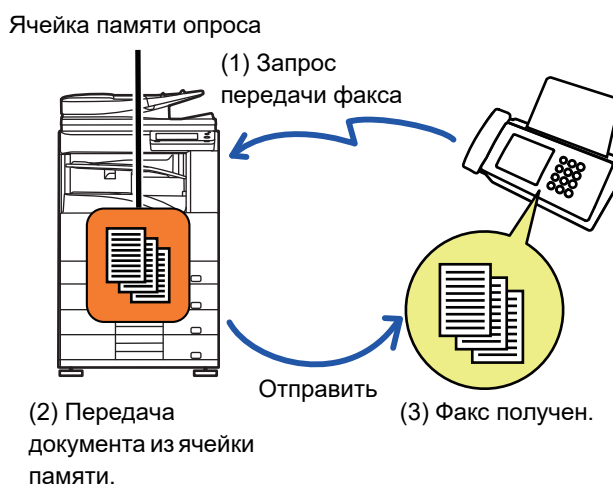 Ячейка памяти опроса
(1) Запрос
передачи факса
Отправить
(2) Передача
документа из ячейки
памяти.
(3) Факс получен.